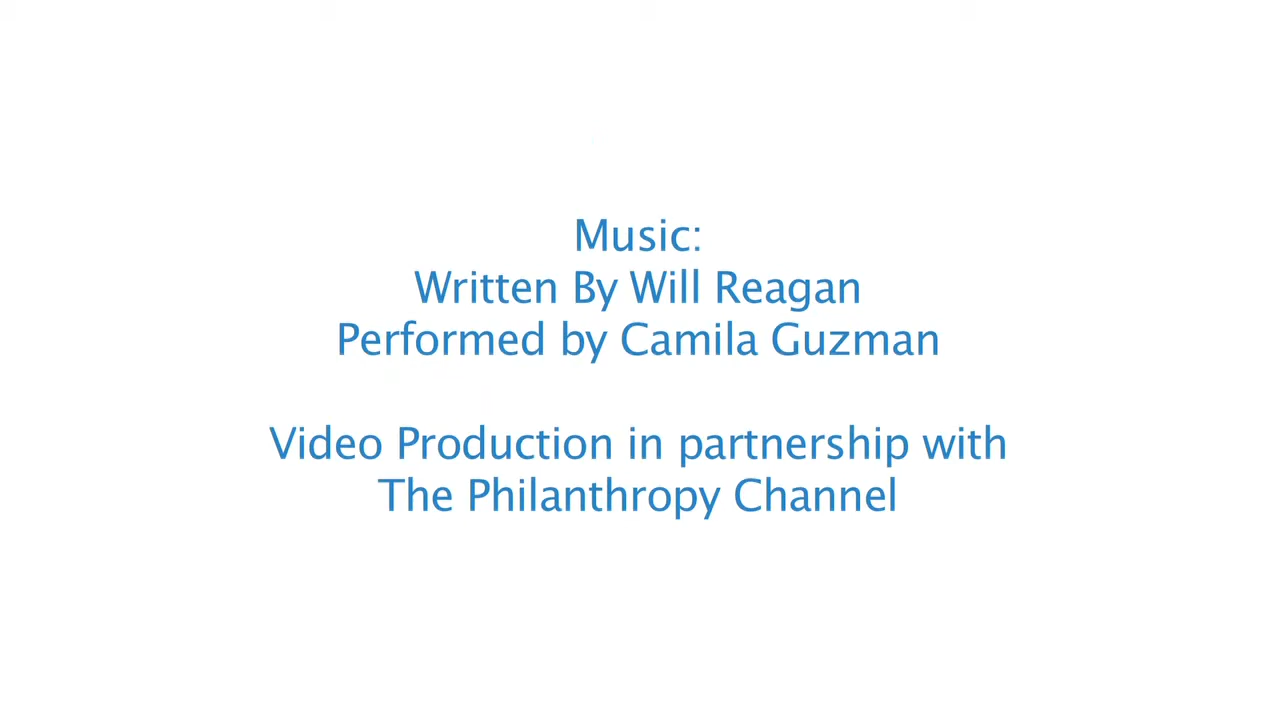 Music:
Written By Will Reagan
Performed by Camila Guzman
Video Production in partnership with
The Philanthropy Channel